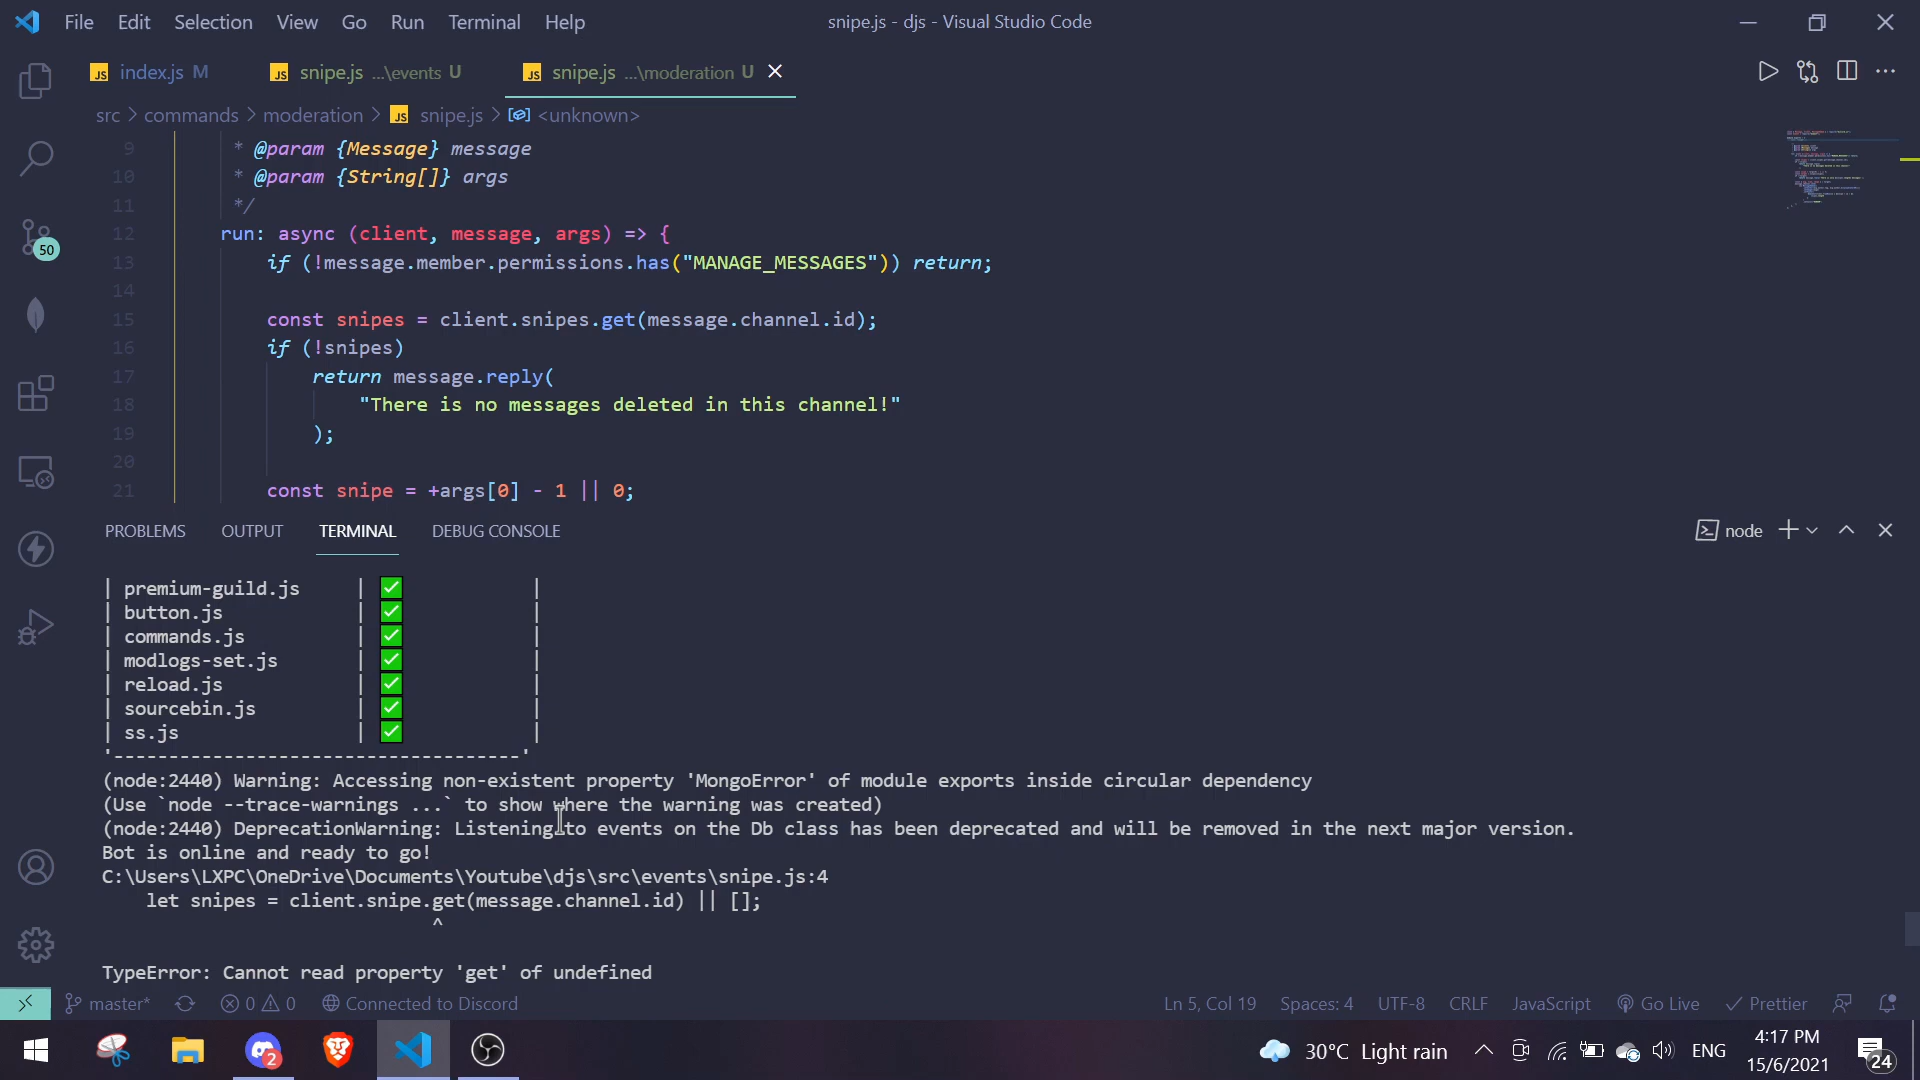 File Edit Selection View Go Run Terminal Help
snipe.js - djs - Visual Studio Code
JS index.js M
JS snipe.js ...\events U
JS snipe.js ...\moderation U
src > commands > moderation > JS snipe.js > <unknown>
9 * @param {Message} message
10 * @param {String[]} args
11 */
12 run: async (client, message, args) => {
13 if (!message.member.permissions.has("MANAGE_MESSAGES")) return;
14
15 const snipes = client.snipes.get(message.channel.id);
16 if (!snipes)
17 return message.reply(
18 "There is no messages deleted in this channel!"
19 );
20
21 const snipe = +args[0] - 1 || 0;
50
PROBLEMS OUTPUT TERMINAL DEBUG CONSOLE
node
| premium-guild.js | ✅ |
| button.js | ✅ |
| commands.js | ✅ |
| modlogs-set.js | ✅ |
| reload.js | ✅ |
| sourcebin.js | ✅ |
| ss.js | ✅ |
'-------------------------------------'
(node:2440) Warning: Accessing non-existent property 'MongoError' of module exports inside circular dependency
(Use `node --trace-warnings ...` to show where the warning was created)
(node:2440) DeprecationWarning: Listening to events on the Db class has been deprecated and will be removed in the next major version.
Bot is online and ready to go!
C:\Users\LXPC\OneDrive\Documents\Youtube\djs\src\events\snipe.js:4
let snipes = client.snipe.get(message.channel.id) || [];
^
TypeError: Cannot read property 'get' of undefined
master* 0 0 Connected to Discord
Ln 5, Col 19 Spaces: 4 UTF-8 CRLF JavaScript Go Live Prettier
2
30°C Light rain
ENG
4:17 PM
15/6/2021
24